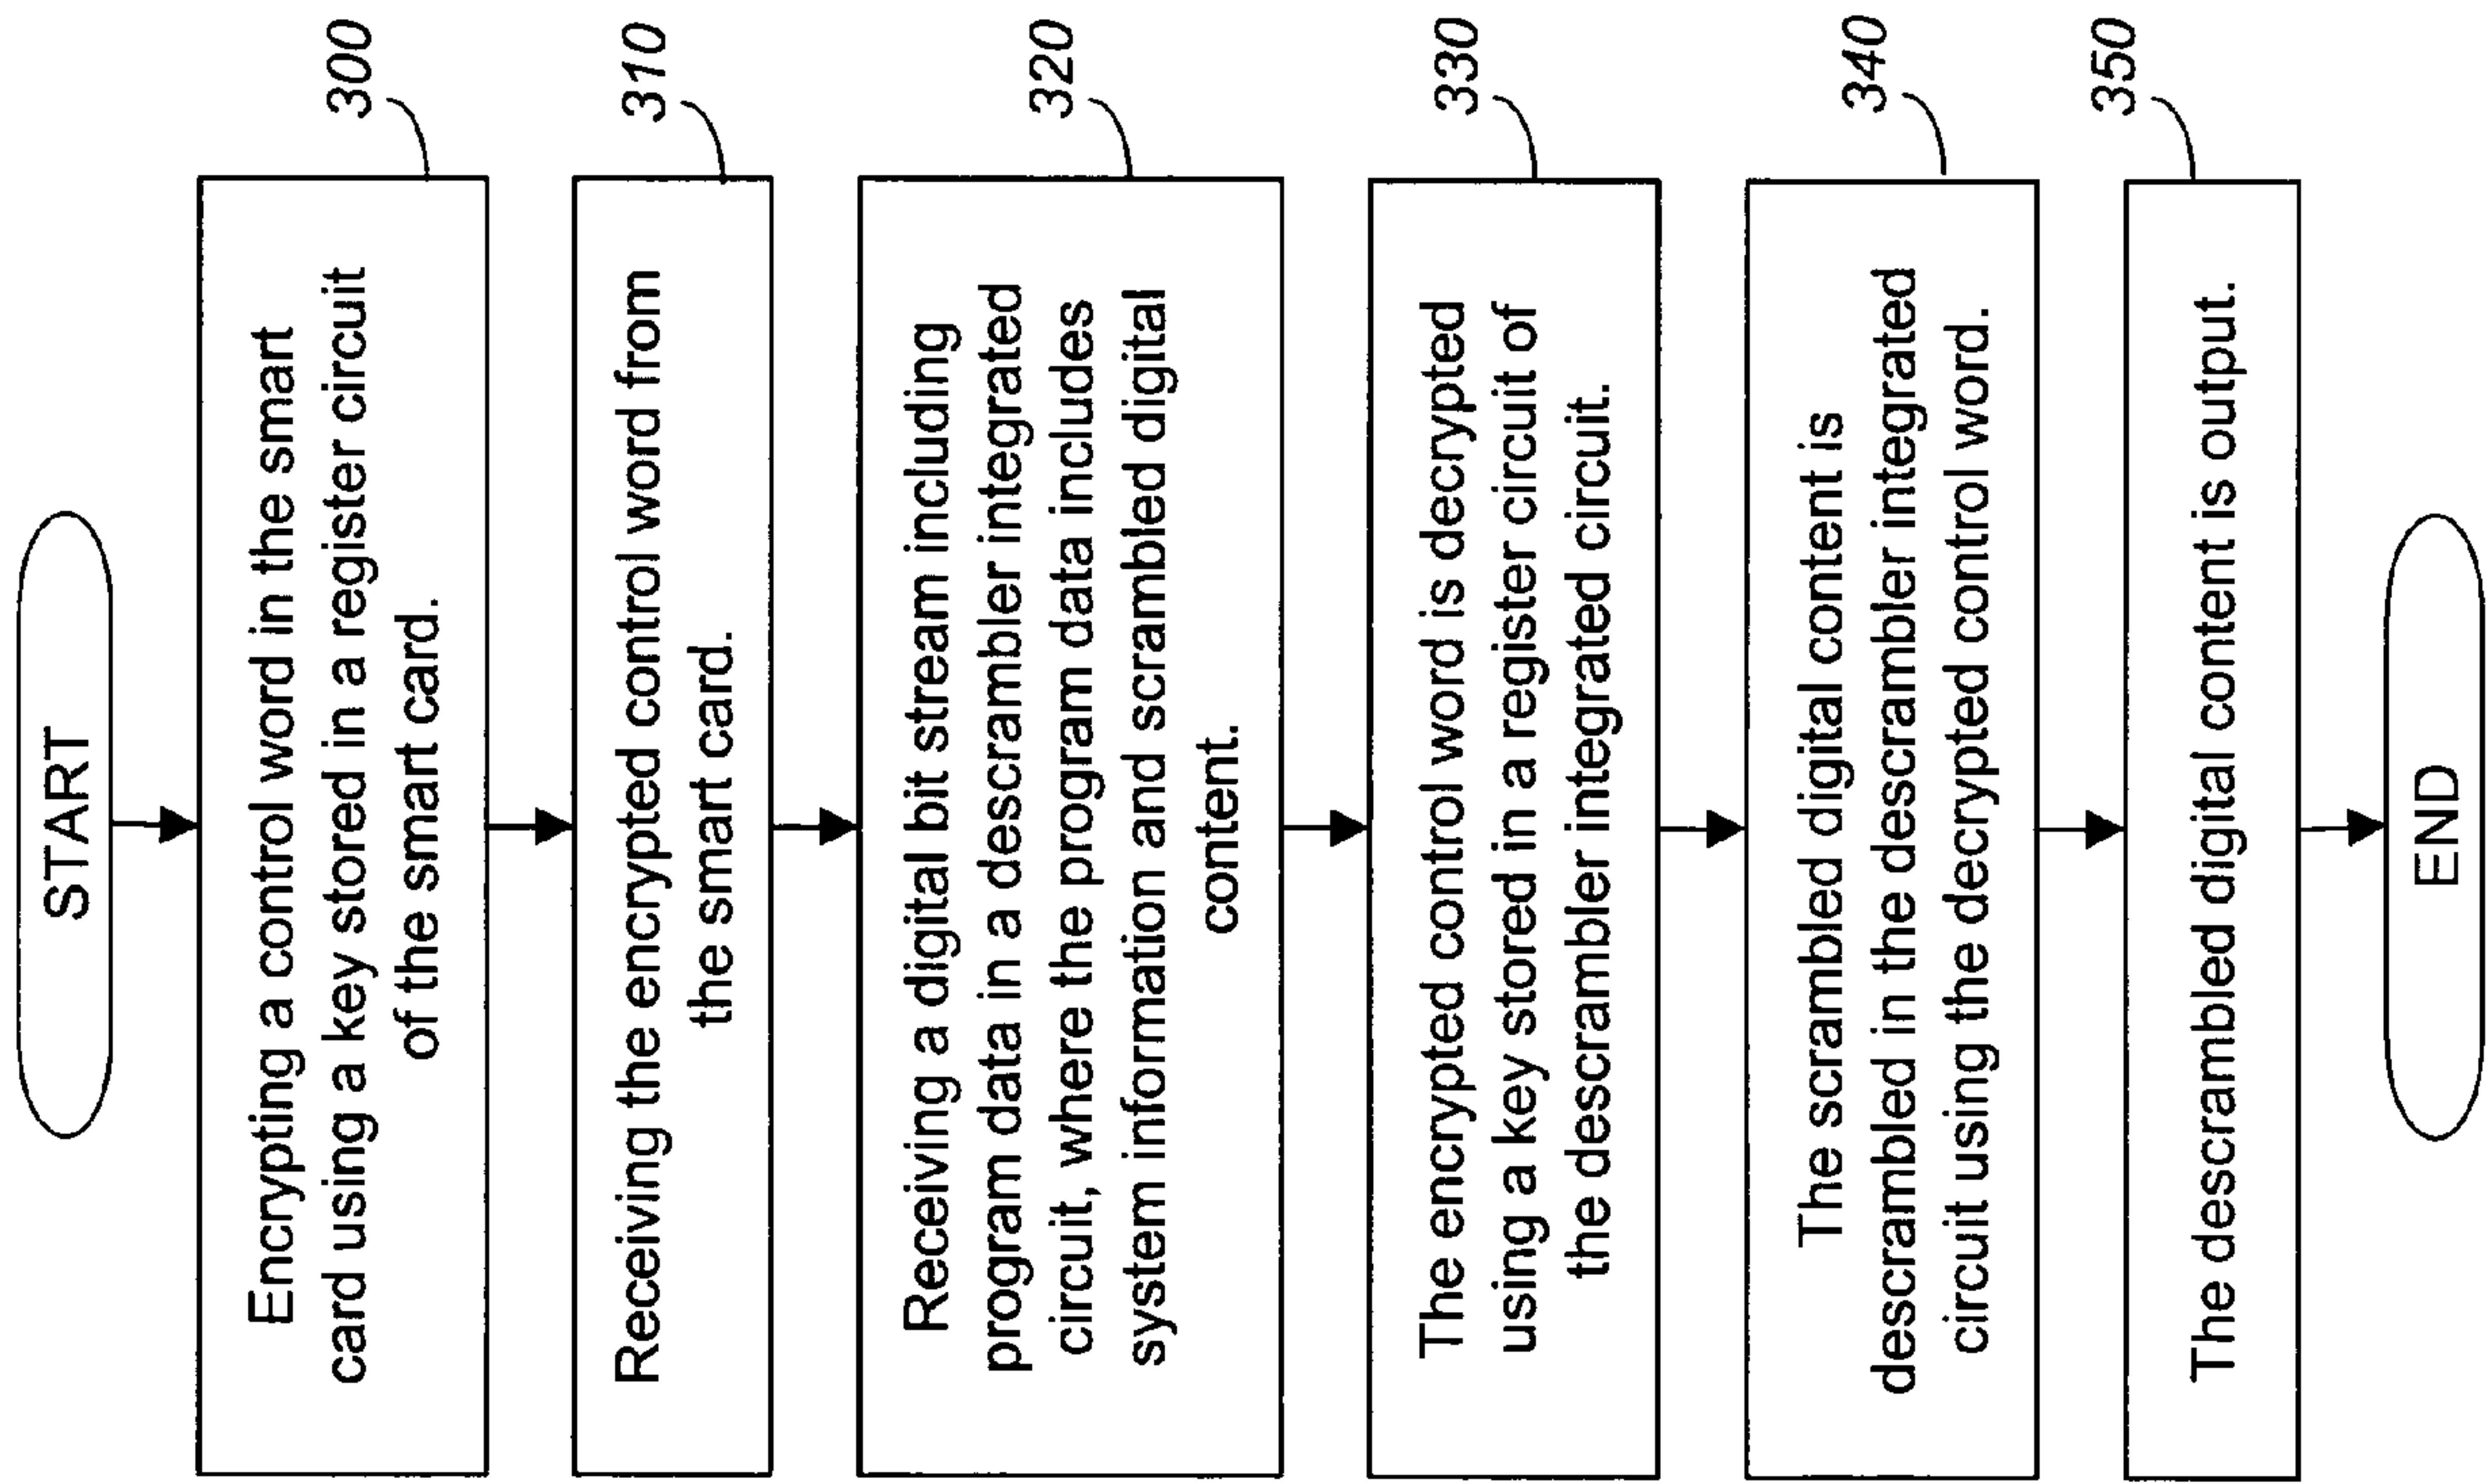 START
300
Encrypting a control word in the smart
card using a key stored in a register circuit
of the smart card.
310
Receiving the encrypted control word from
the smart card.
320
Receiving a digital bit stream including
program data in a descrambler integrated
circuit, where the program data includes
system information and scrambled digital
content.
330
The encrypted control word is decrypted
using a key stored in a register circuit of
the descrambler integrated circuit.
340
The scrambled digital content is
descrambled in the descrambler integrated
circuit using the decrypted control word.
350
The descrambled digital content is output.
END